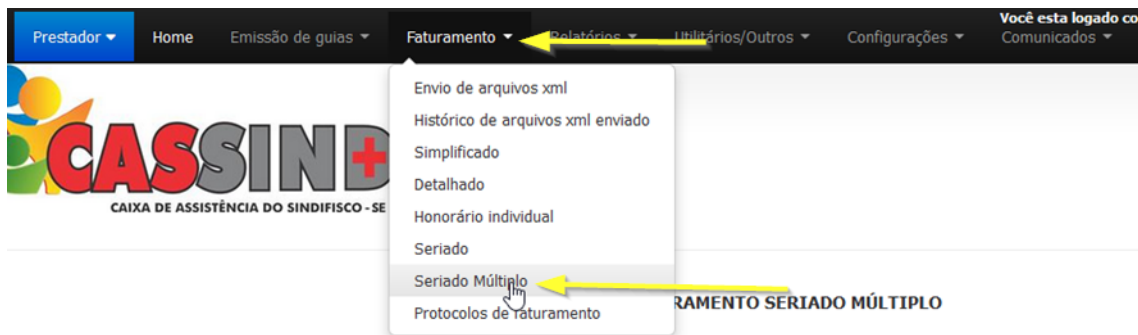 Você esta logado co
Prestador Home Emissão de guias Faturamento Relatórios Utilitários/Outros Configurações Comunicados
Envio de arquivos xml
Histórico de arquivos xml enviado
Simplificado
Detalhado
Honorário individual
Seriado
Seriado Múltiplo
Protocolos de faturamento
CASSIND
CAIXA DE ASSISTÊNCIA DO SINDIFISCO - SE
RAMENTO SERIADO MÚLTIPLO